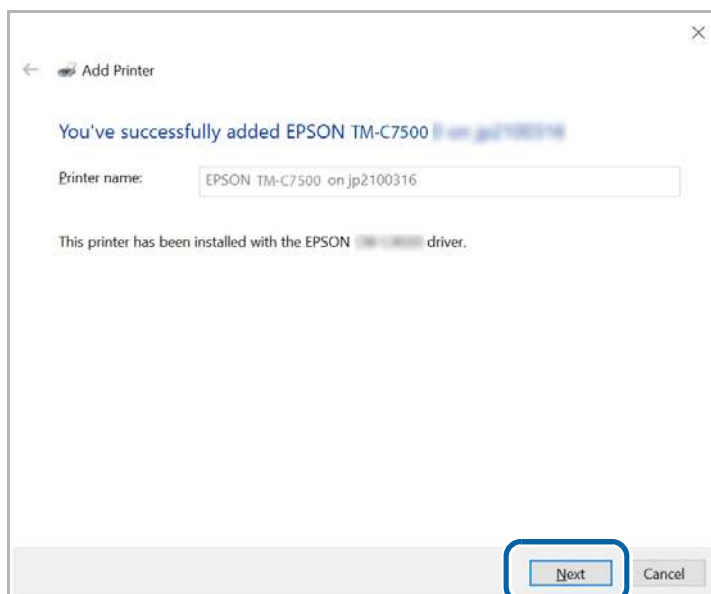 Add Printer
You've successfully added EPSON TM-C7500
Printer name:
EPSON TM-C7500 on jp2100316
This printer has been installed with the EPSON driver.
Next
Cancel